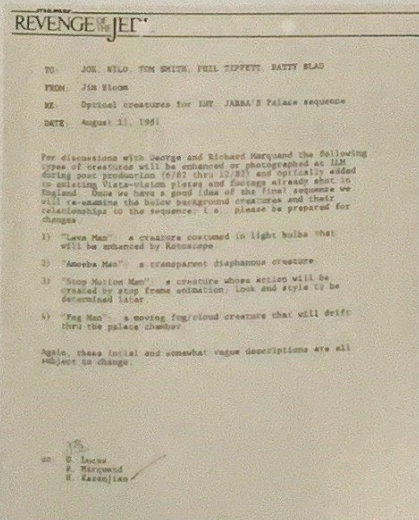 STAR WARS
REVENGE OF THE JEDI
TO: JOE, MILO, TOM SMITH, PHIL TIPPETT, PATTY BLAU
FROM: Jim Bloom
RE: Optical creatures for INT. JABBA'S Palace sequence
DATE: August 11, 1981
Per discussions with George and Richard Marquand the following
types of creatures will be enhanced or photographed at ILM
during post production (6/82 thru 12/82) and optically added
to existing Vista-vision plates and footage already shot in
England. Once we have a good idea of the final sequence we
will re-examine the below background creatures and their
relationships to the sequence; i.e. please be prepared for
changes.
1) "Lava Man": a creature costumed in light bulbs that
will be enhanced by Rotoscope
2) "Amoeba Man": a transparent diaphanous creature.
3) "Stop Motion Man": a creature whose action will be
created by stop frame animation; look and style to be
determined later
4) "Fog Man": a moving fog/cloud creature that will drift
thru the palace chamber.
Again, these intial and somewhat vague descriptions are all
subject to change.
cc: G. Lucas
R. Marquand
H. Kazanjian